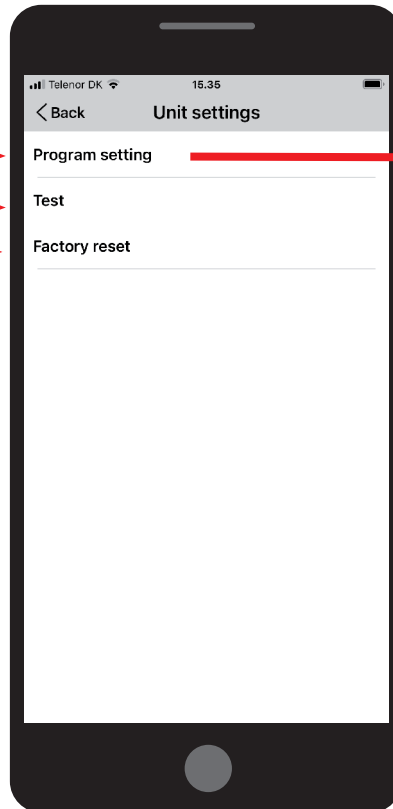 Telenor DK 15.35
Back Unit settings
Program setting
Test
Factory reset